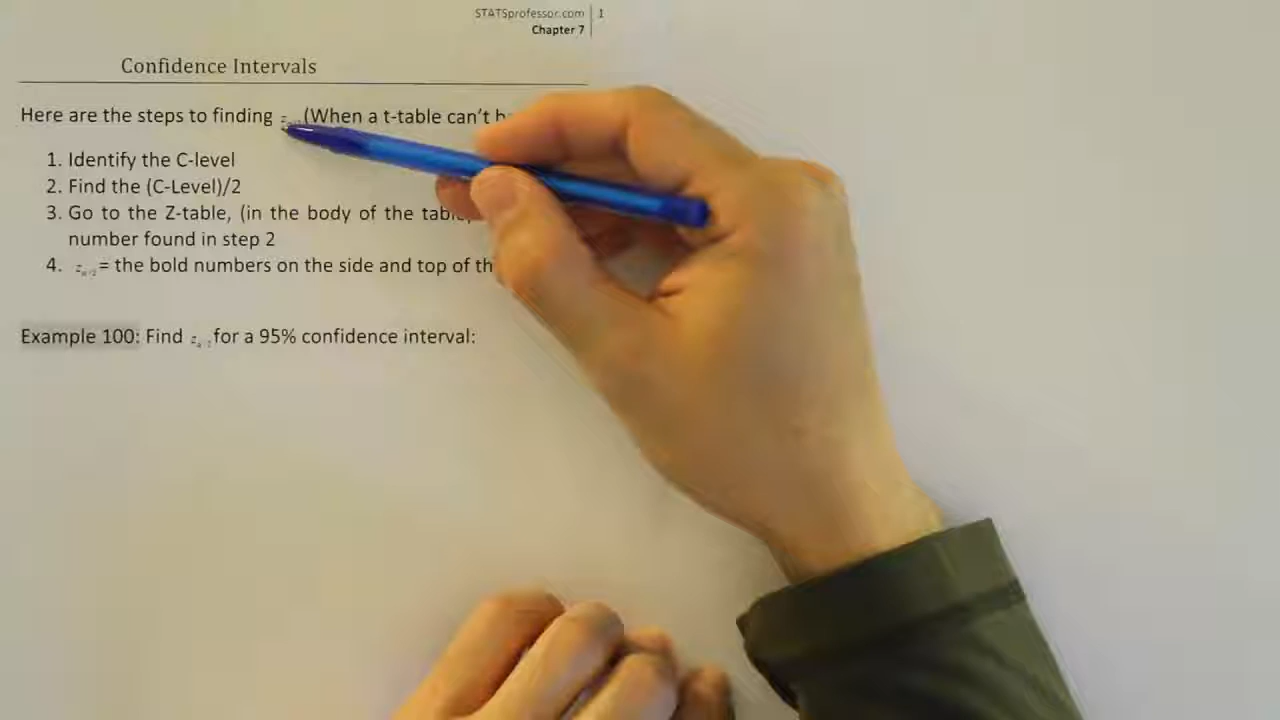 STATSprofessor.com 1
Chapter 7
Confidence Intervals
Here are the steps to finding (When a t-table can't
1. Identify the C-level
2. Find the (C-Level)/2
3. Go to the Z-table, (in the body of the
number found in step 2
4. = the bold numbers on the side and top of
Example 100: Find for a 95% confidence interval: